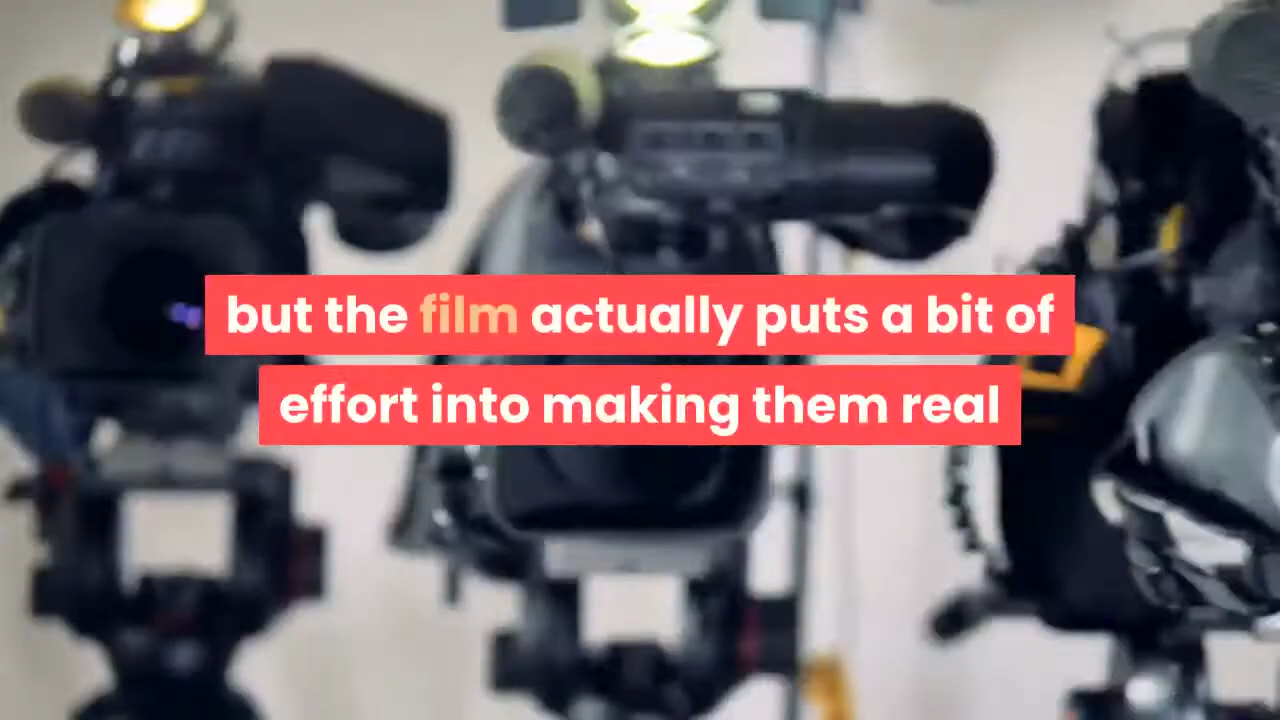 but the film actually puts a bit of
effort into making them real